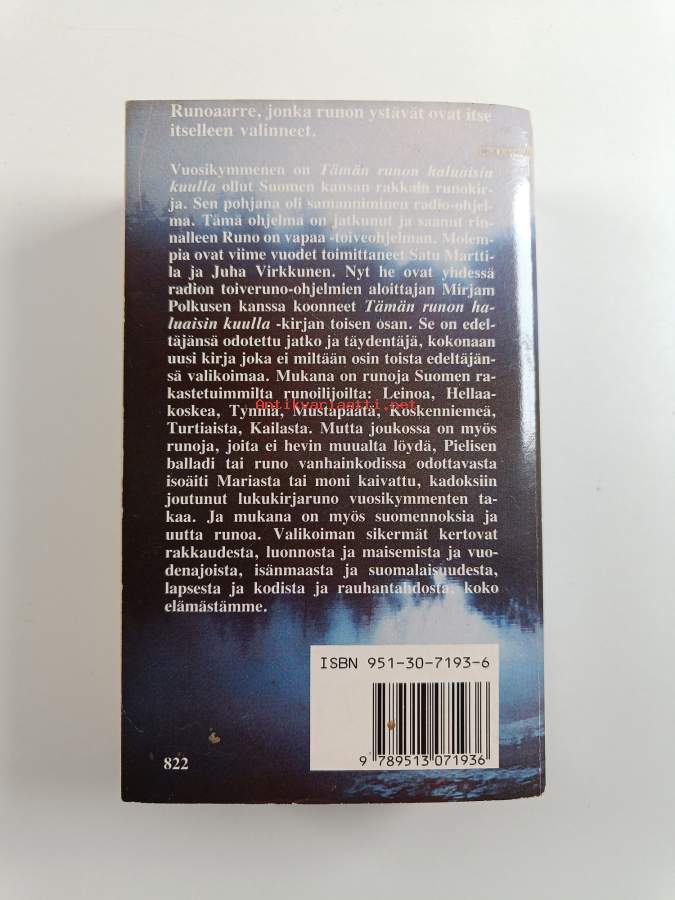 Runoaarre, jonka runon ystävät ovat itse
itselleen valinneet.
Vuosikymmenen on Tämän runon haluaisin
kuulla ollut Suomen kansan rakkain runokir-
ja. Sen pohjana oli samanniminen radio-ohjel-
ma. Tämä ohjelma on jatkunut ja saanut rin-
nalleen Runo on vapaa -toiveohjelman. Molem-
pia ovat viime vuodet toimittaneet Satu Martti-
la ja Juha Virkkunen. Nyt he ovat yhdessä
radion toiveruno-ohjelmien aloittajan Mirjam
Polkusen kanssa koonneet Tämän runon ha-
luaisin kuulla -kirjan toisen osan. Se on edel-
täjänsä odotettu jatko ja täydentäjä, kokonaan
uusi kirja joka ei miltään osin toista edeltäjän-
sä valikoimaa. Mukana on runoja Suomen ra-
kastetuimmilta runoilijoilta: Leinoa, Hellaa-
koskea, Tynniä, Mustapäätä, Koskenniemeä,
Antikvariaatti.net
Turtiaista, Kailasta. Mutta joukossa on myös
runoja, joita ei hevin muualta löydä, Pielisen
balladi tai runo vanhainkodissa odottavasta
isoäiti Mariasta tai moni kaivattu, kadoksiin
joutunut lukukirjaruno vuosikymmenten ta-
kaa. Ja mukana on myös suomennoksia ja
uutta runoa. Valikoiman sikermät kertovat
rakkaudesta, luonnosta ja maisemista ja vuo-
denajoista, isänmaasta ja suomalaisuudesta,
lapsesta ja kodista ja rauhantahdosta, koko
elämästämme.
ISBN 951-30-7193-6
9 789513 071936
822